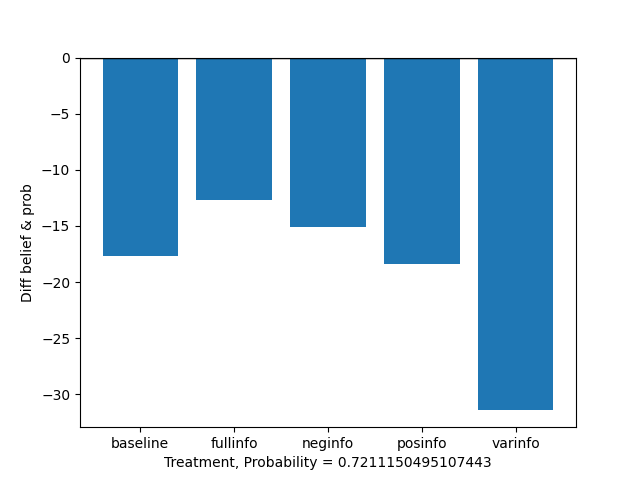 0
−5
−10
−15
−20
−25
−30
Diff belief & prob
baseline fullinfo neginfo posinfo varinfo
Treatment, Probability = 0.7211150495107443